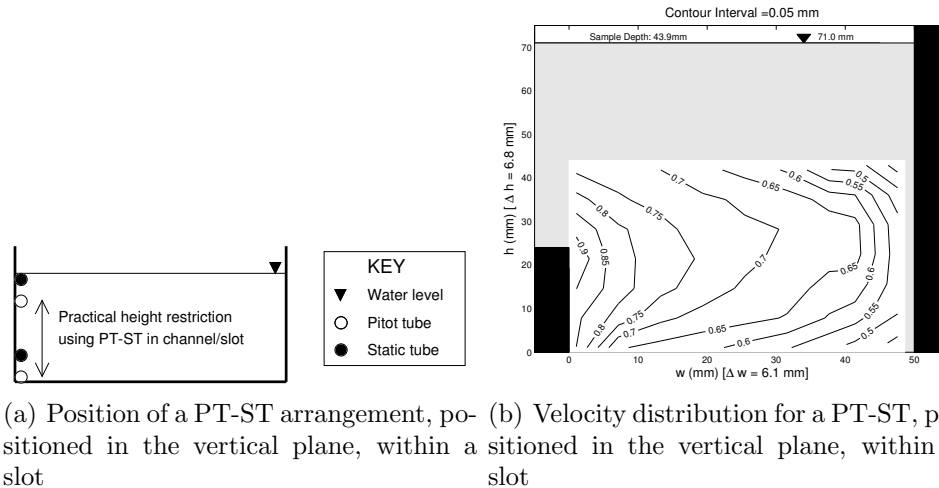 Contour Interval =0.05 mm
Sample Depth: 43.9mm
71.0 mm
70
60
50
40
30
20
10
0
h (mm) [ Δ h = 6.8 mm]
0.5
0.6
0.55
0.65
0.7
0.75
0.8
0.85
0.9
0.7
0.65
0.6
0.55
0.5
0.75
0.7
0.8
0.65
0.6
0
10
20
30
40
50
w (mm) [ Δ w = 6.1 mm]
KEY
Water level
Pitot tube
Static tube
Practical height restriction
using PT-ST in channel/slot
(a) Position of a PT-ST arrangement, po-
sitioned in the vertical plane, within a
slot
(b) Velocity distribution for a PT-ST, p
sitioned in the vertical plane, within
slot